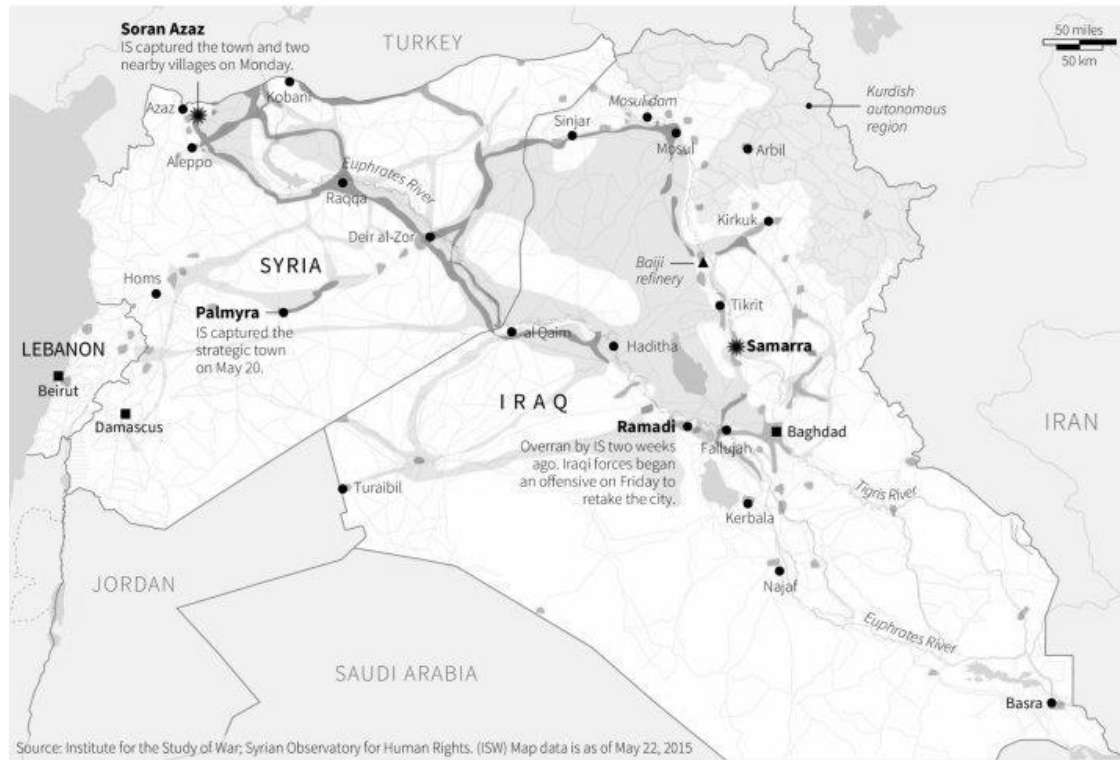 Soran Azaz
IS captured the town and two
nearby villages on Monday.
TURKEY
50 miles
50 km
Kurdish
autonomous
region
Azaz
Kobani
Aleppo
Sinjar
Mosul dam
Mosul
Arbil
Euphrates River
Raqqa
Deir al-Zor
Kirkuk
Baiji
refinery
SYRIA
Homs
Tikrit
Palmyra
IS captured the
strategic town
on May 20.
al Qaim
Haditha
Samarra
LEBANON
Beirut
Damascus
IRAQ
IRAN
Ramadi
Overran by IS two weeks
ago. Iraqi forces began
an offensive on Friday to
retake the city.
Fallujah
Baghdad
Turaibil
Tigris River
Kerbala
JORDAN
Najaf
Euphrates River
SAUDI ARABIA
Basra
Source: Institute for the Study of War; Syrian Observatory for Human Rights. (ISW) Map data is as of May 22, 2015